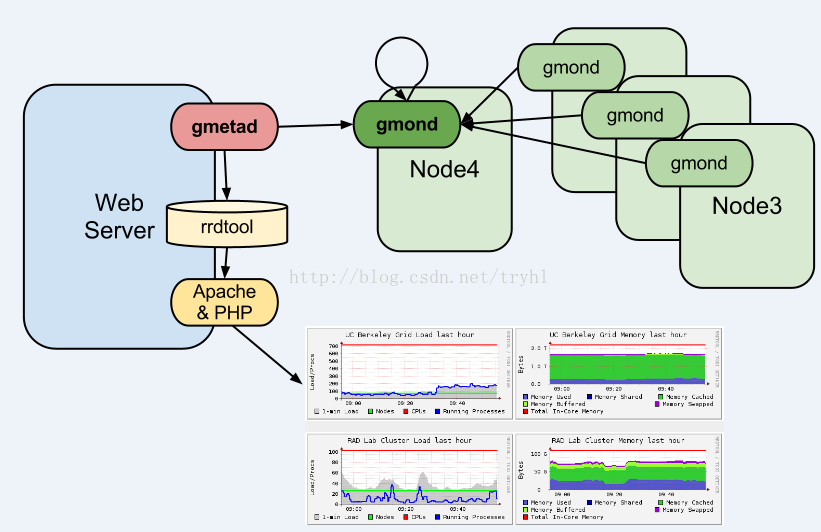 gmond
gmetad
gmond
gmond
Node4
gmond
Web
Server
Node3
rrdtool
http://blog.csdn.net/tryhl
Apache
& PHP
UC Berkeley Grid Load last hour
Load/Procs
700
600
500
400
300
200
100
0
09:00 09:20 09:40
1-min Load Nodes CPUs Running Processes
UC Berkeley Grid Memory last hour
Bytes
2.0 T
1.0 T
0.0
09:00 09:20 09:40
Memory Used Memory Shared Memory Cached
Memory Buffered Memory Swapped
Total In-Core Memory
RAD Lab Cluster Load last hour
Load/Procs
100
80
60
40
20
0
09:00 09:20 09:40
1-min Load Nodes CPUs Running Processes
RAD Lab Cluster Memory last hour
Bytes
100 G
50 G
0
09:00 09:20 09:40
Memory Used Memory Shared Memory Cached
Memory Buffered Memory Swapped
Total In-Core Memory